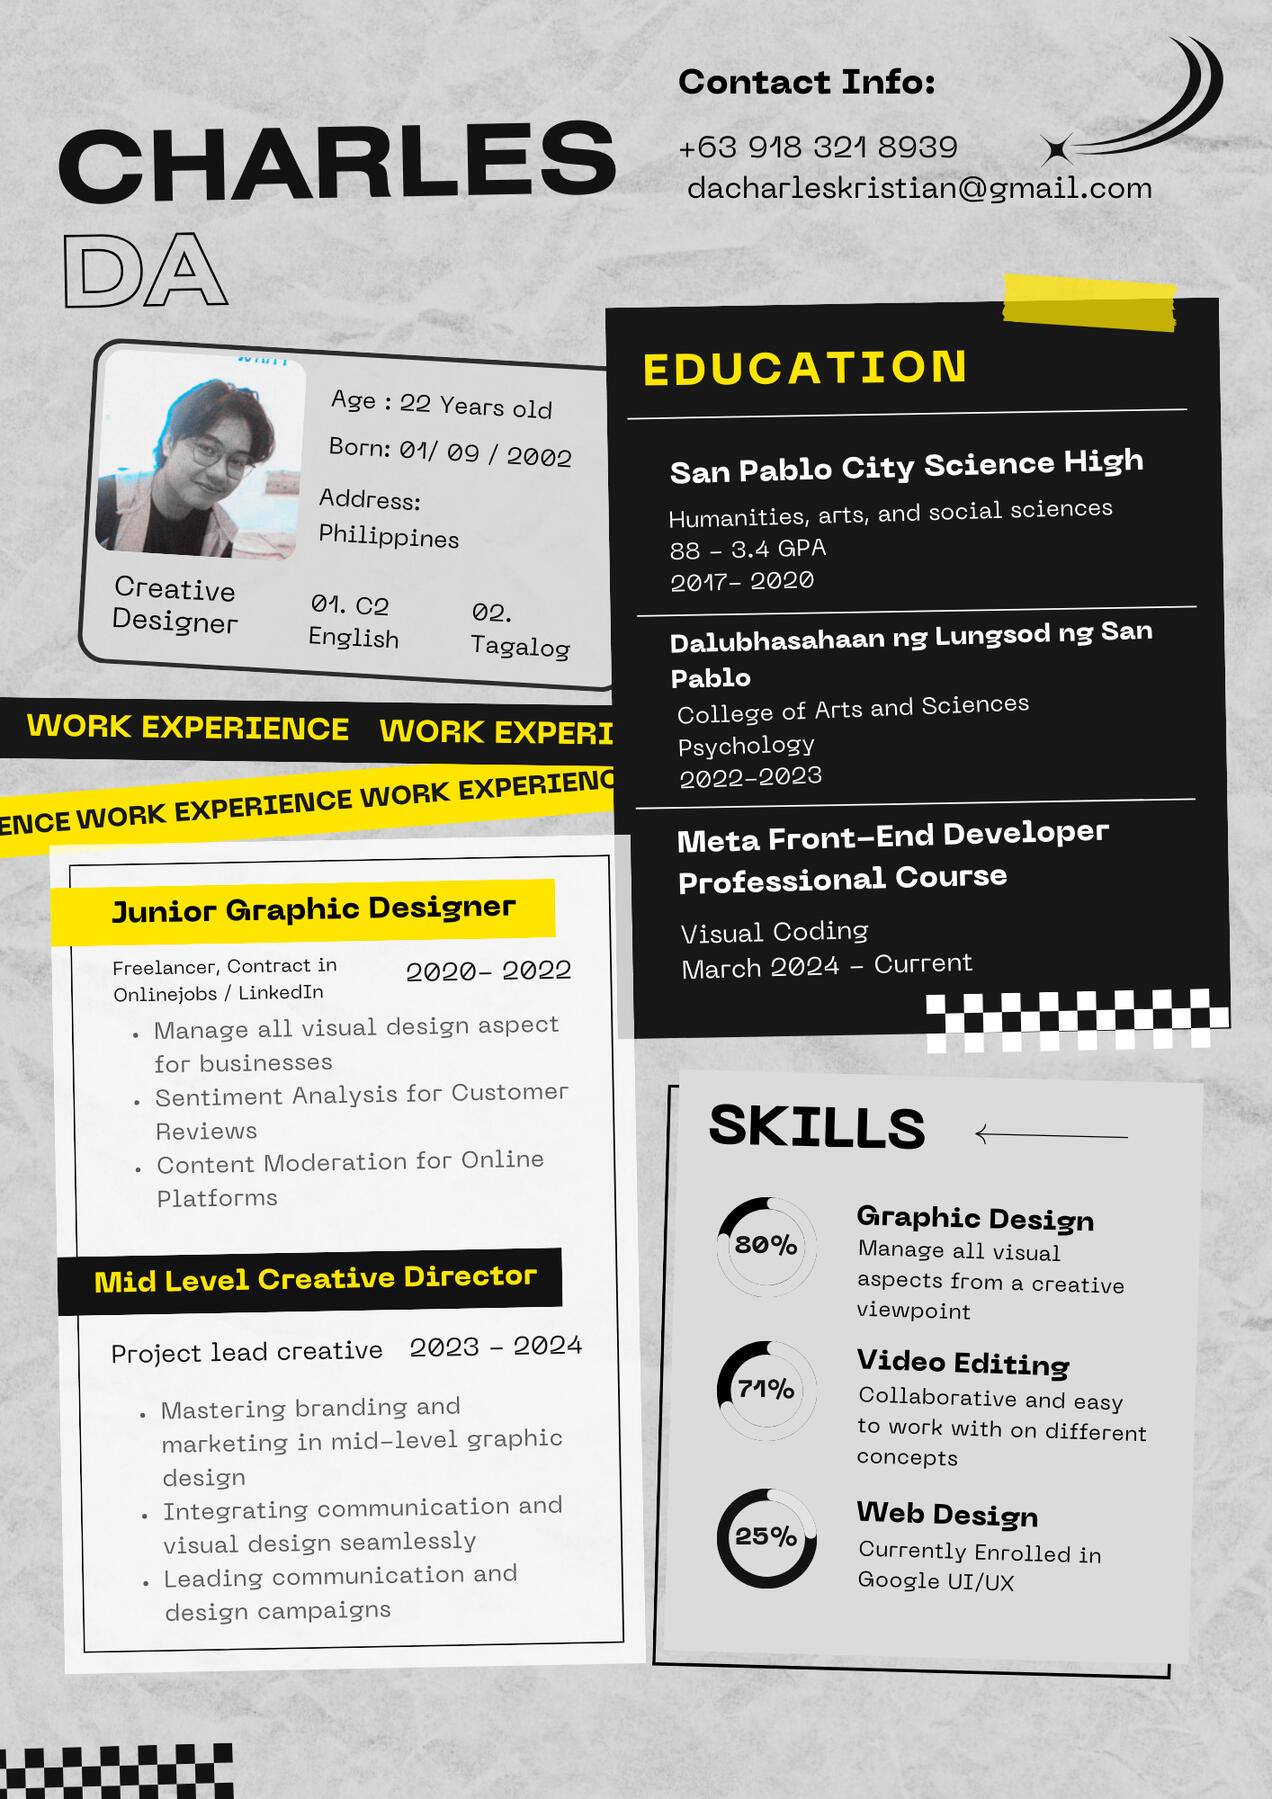 CHARLES
DA
Contact Info:
+63 918 321 8939
dacharleskristian@gmail.com
Age : 22 Years old
Born: 01/ 09 / 2002
Address:
Philippines
Creative
Designer
01. C2
English
02.
Tagalog
WORK EXPERIENCE WORK EXPERI
ENCE WORK EXPERIENCE WORK EXPERIENC
Junior Graphic Designer
Freelancer, Contract in
Onlinejobs / LinkedIn
2020- 2022
• Manage all visual design aspect
for businesses
• Sentiment Analysis for Customer
Reviews
• Content Moderation for Online
Platforms
Mid Level Creative Director
Project lead creative
2023 - 2024
• Mastering branding and
marketing in mid-level graphic
design
• Integrating communication and
visual design seamlessly
• Leading communication and
design campaigns
EDUCATION
San Pablo City Science High
Humanities, arts, and social sciences
88 - 3.4 GPA
2017- 2020
Dalubhasahaan ng Lungsod ng San
Pablo
College of Arts and Sciences
Psychology
2022-2023
Meta Front-End Developer
Professional Course
Visual Coding
March 2024 - Current
SKILLS
80%
Graphic Design
Manage all visual
aspects from a creative
viewpoint
71%
Video Editing
Collaborative and easy
to work with on different
concepts
25%
Web Design
Currently Enrolled in
Google UI/UX